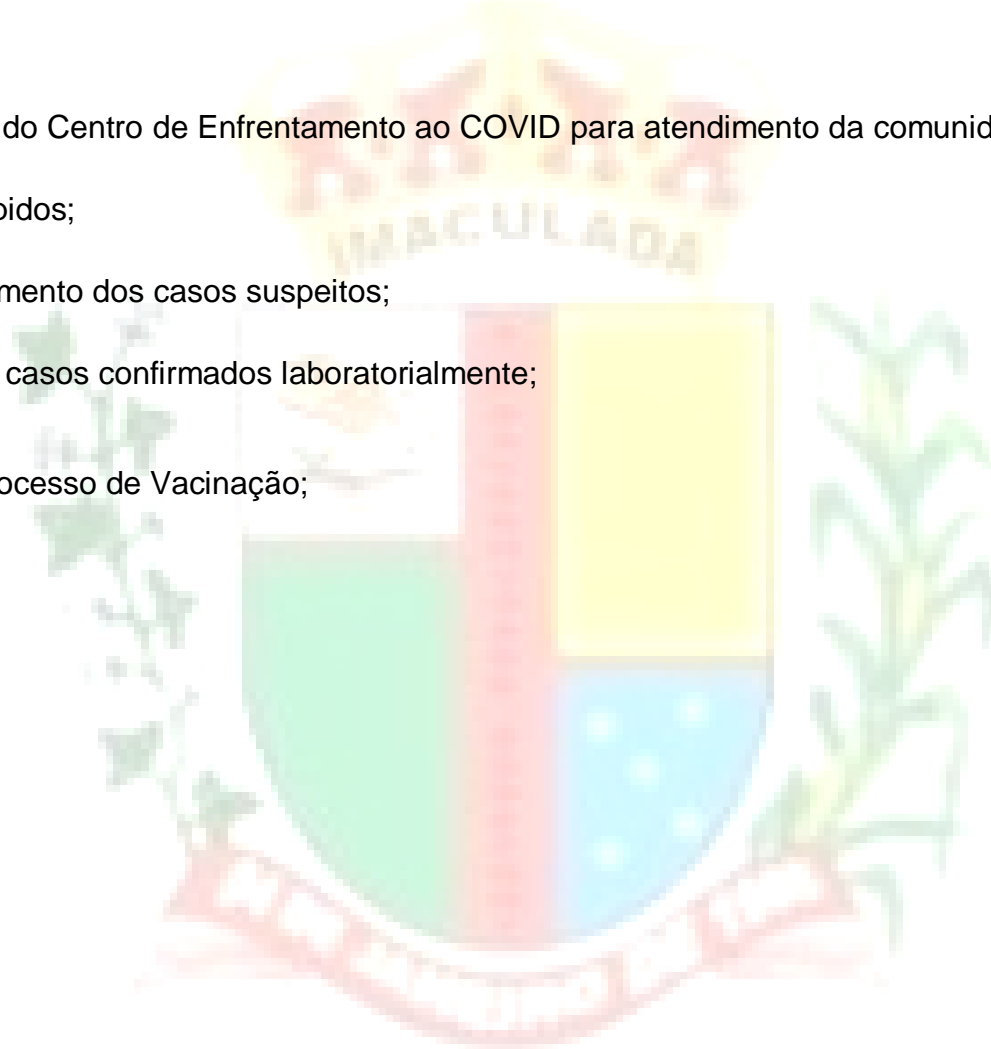 do Centro de Enfrentamento ao COVID para atendimento da comunid
bidos;
IMACULADA
mento dos casos suspeitos;
casos confirmados laboratorialmente;
ocesso de Vacinação;